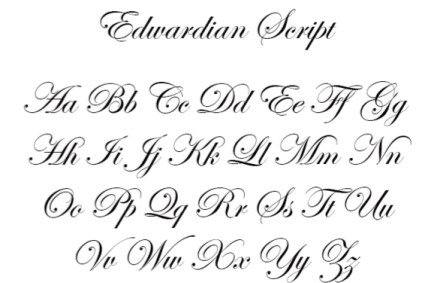 Edwardian Script
Aa Bb Cc Dd Ee Ff Gg
Hh Ii Jj Kk Ll Mm Nn
Oo Pp Qq Rr Ss Tt Uu
Vv Ww Xx Yy Zz